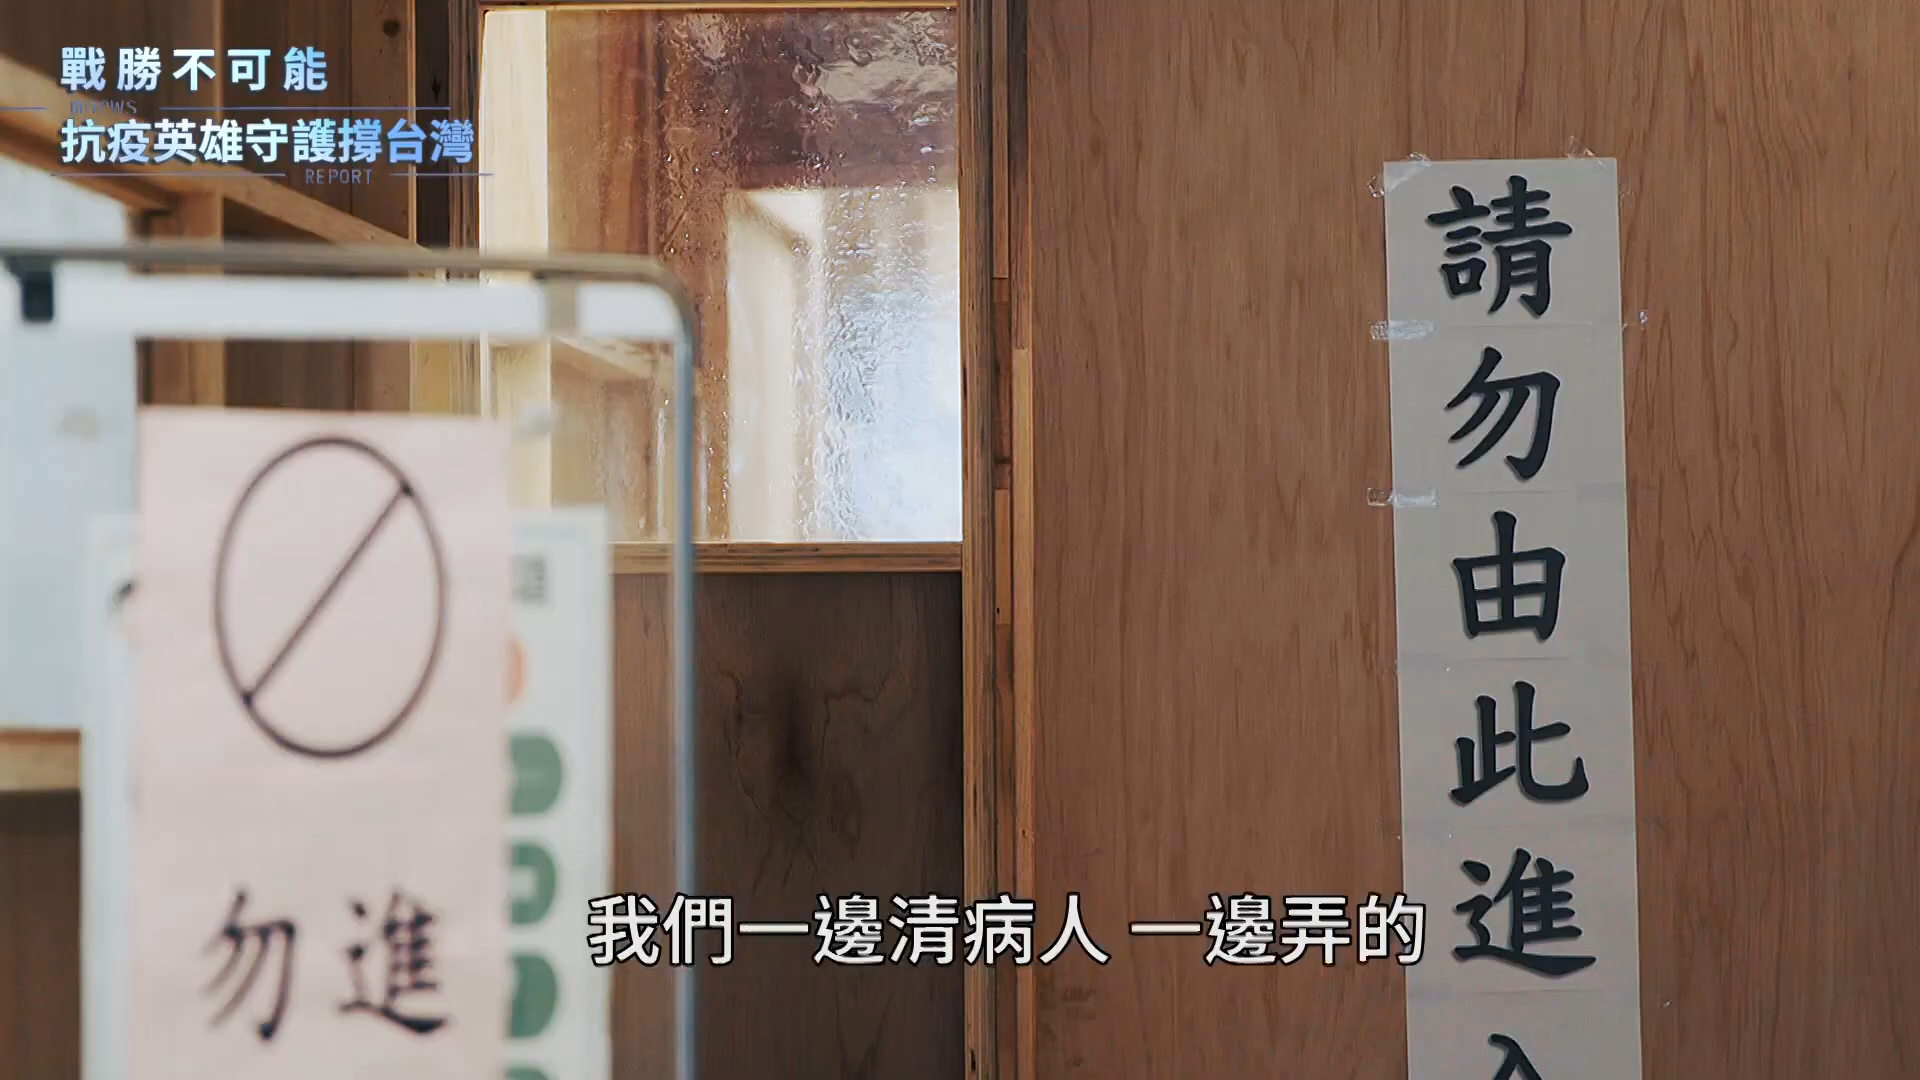 戰勝不可能
抗疫英雄守護撐台灣
REPORT
請勿由此進入
勿進
我們一邊清病人 一邊弄的